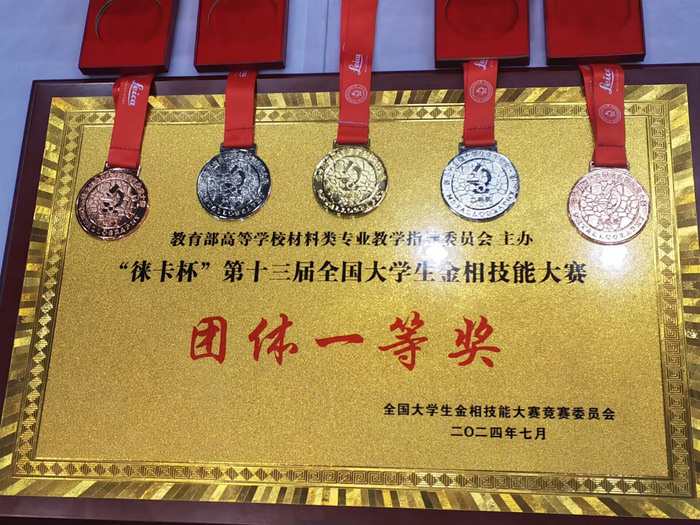 Leica
Leica
Leica
教育部高等学校材料类专业教学指导委员会 主办
“徕卡杯”第十三届全国大学生金相技能大赛
团体一等奖
全国大学生金相技能大赛竞赛委员会
二〇二四年七月